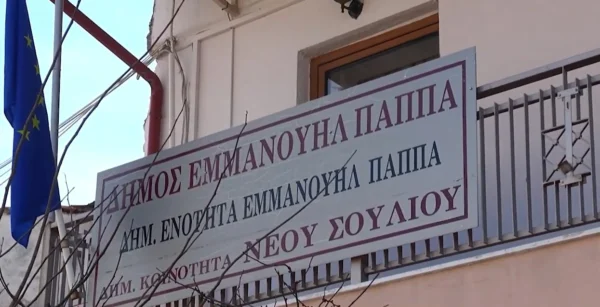 ΔΗΜΟΣ ΕΜΜΑΝΟΥΗΛ ΠΑΠΠΑ
ΔΗΜ. ΕΝΟΤΗΤΑ ΕΜΜΑΝΟΥΗΛ ΠΑΠΠΑ
ΔΗΜ. ΚΟΙΝΟΤΗΤΑ ΝΕΟΥ ΣΟΥΛΙΟΥ